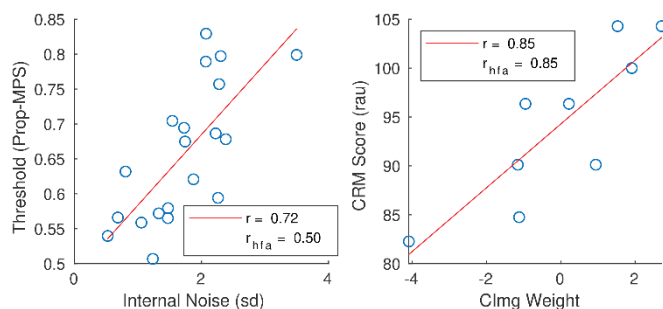 0.85
0.8
0.75
0.7
0.65
0.6
0.55
0.5
Threshold (Prop-MPS)
r = 0.72
r hfa = 0.50
0 2 4
Internal Noise (sd)
105
100
95
90
85
80
CRM Score (rau)
r = 0.85
r hfa = 0.85
-4 -2 0 2
CImg Weight